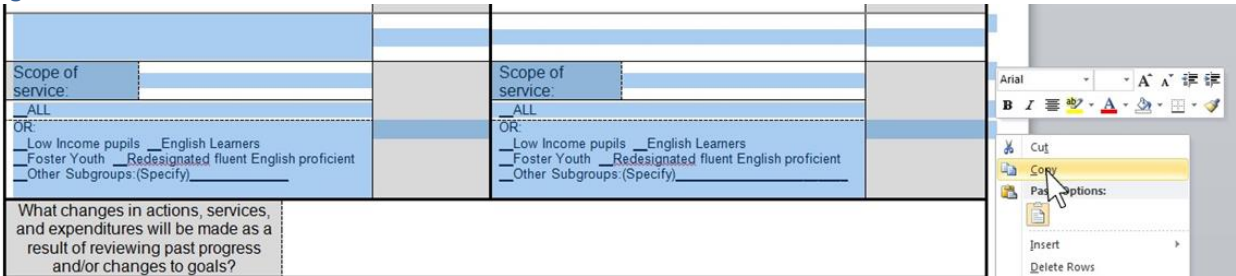 Scope of
service:
__ALL
OR:
__Low Income pupils __English Learners
__Foster Youth __Redesignated fluent English proficient
__Other Subgroups:(Specify)____________
Scope of
service:
__ALL
OR:
__Low Income pupils __English Learners
__Foster Youth __Redesignated fluent English proficient
__Other Subgroups:(Specify)_____________________
What changes in actions, services,
and expenditures will be made as a
result of reviewing past progress
and/or changes to goals?
Arial
A A
B I ab A
Cut
Copy
Paste Options:
Insert
Delete Rows